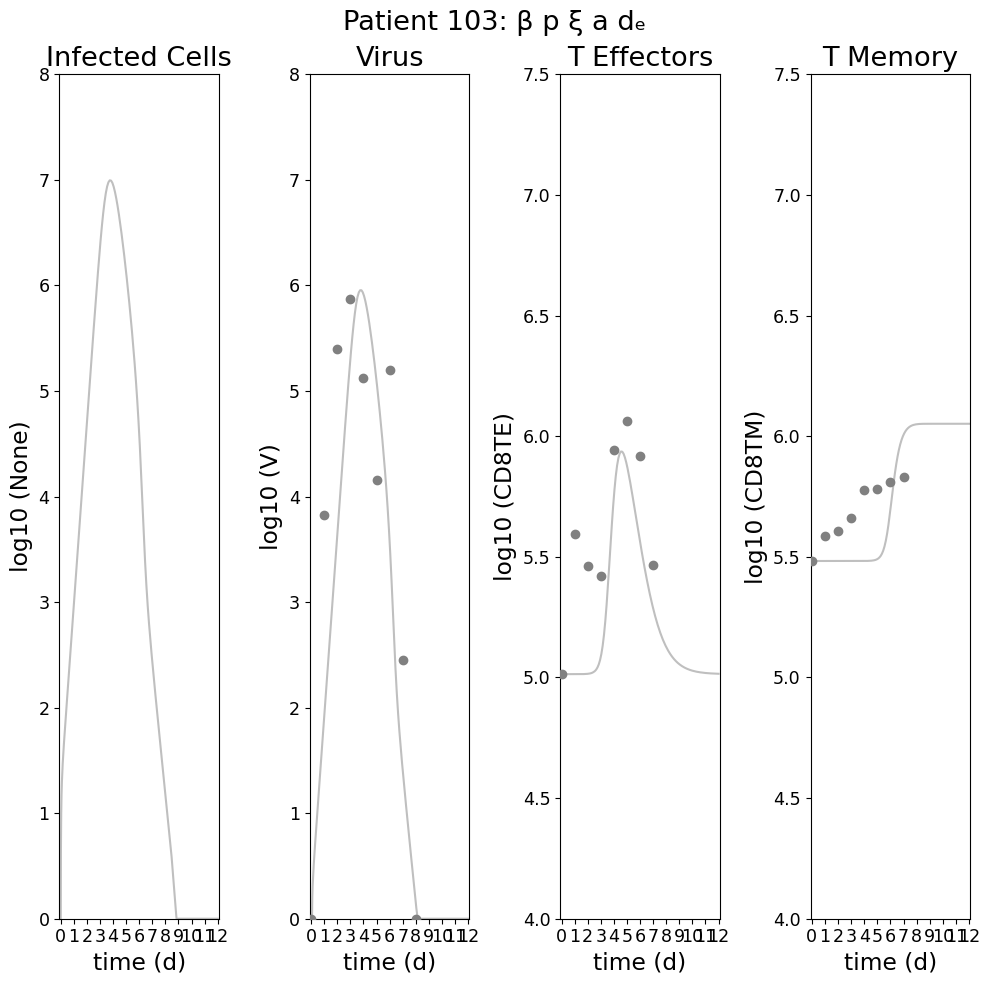 Patient 103: β p ξ a dₑ
Infected Cells
Virus
T Effectors
T Memory
log10 (None)
8
7
6
5
4
3
2
1
0
0 1 2 3 4 5 6 7 8 9 10 11 12
time (d)
log10 (V)
8
7
6
5
4
3
2
1
0
0 1 2 3 4 5 6 7 8 9 10 11 12
time (d)
log10 (CD8TE)
7.5
7.0
6.5
6.0
5.5
5.0
4.5
4.0
0 1 2 3 4 5 6 7 8 9 10 11 12
time (d)
log10 (CD8TM)
7.5
7.0
6.5
6.0
5.5
5.0
4.5
4.0
0 1 2 3 4 5 6 7 8 9 10 11 12
time (d)